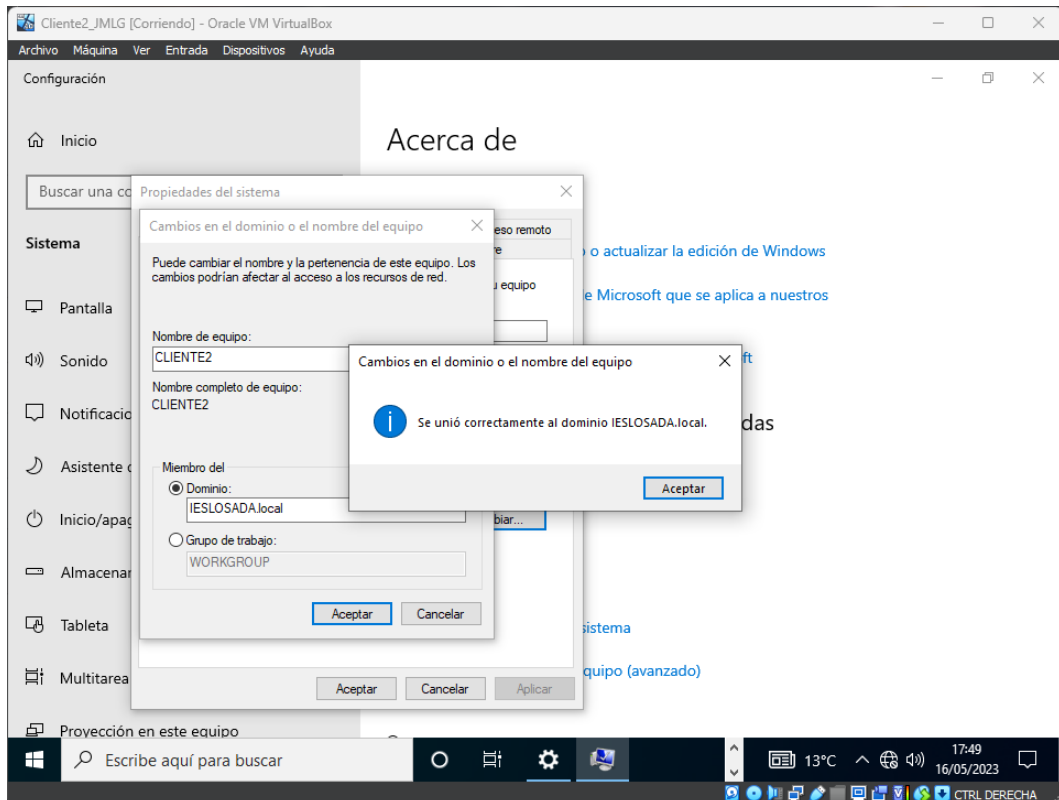 Cliente2_JMLG [Corriendo] - Oracle VM VirtualBox
Archivo Máquina Ver Entrada Dispositivos Ayuda
Configuración
Inicio
Buscar una co
Sistema
Pantalla
Sonido
Notificacio
Asistente
Inicio/apag
Almacenar
Tableta
Multitarea
Proyección en este equipo
Acerca de
o actualizar la edición de Windows
e Microsoft que se aplica a nuestros
ft
das
sistema
quipo (avanzado)
Propiedades del sistema
eso remoto
re
u equipo
biar...
Aceptar Cancelar Aplicar
Cambios en el dominio o el nombre del equipo
Puede cambiar el nombre y la pertenencia de este equipo. Los
cambios podrían afectar al acceso a los recursos de red.
Nombre de equipo:
CLIENTE2
Nombre completo de equipo:
CLIENTE2
Miembro del
Dominio:
IESLOSADA.local
Grupo de trabajo:
WORKGROUP
Aceptar Cancelar
Cambios en el dominio o el nombre del equipo
Se unió correctamente al dominio IESLOSADA.local.
Aceptar
Escribe aquí para buscar
13°C
17:49
16/05/2023
CTRL DERECHA